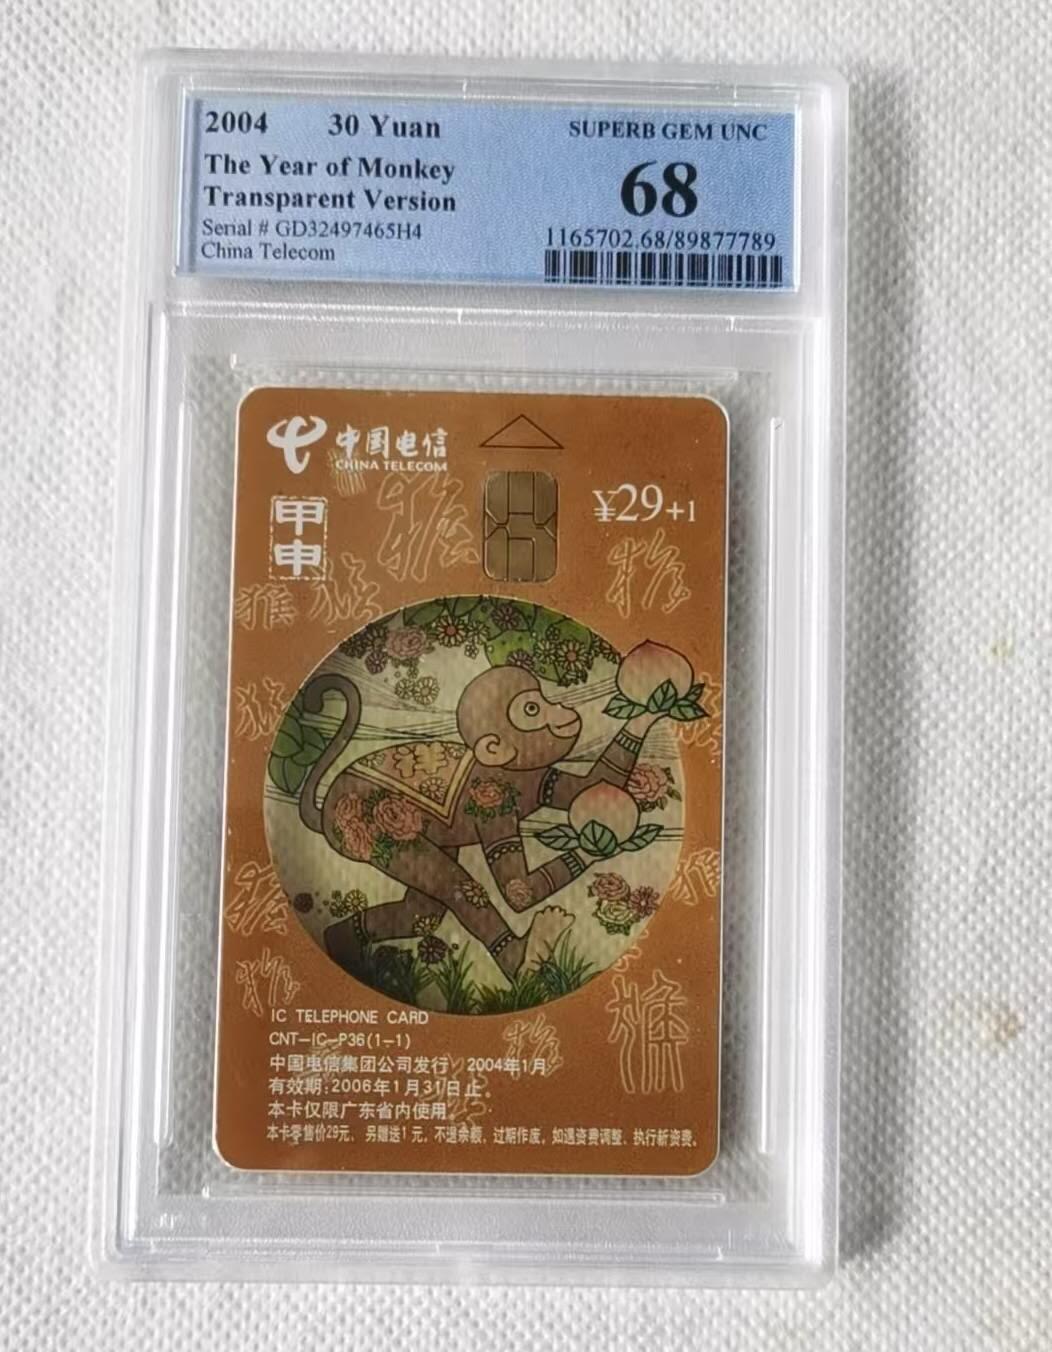 2004 30 Yuan
The Year of Monkey
Transparent Version
Serial # GD32497465H4
China Telecom
SUPERB GEM UNC
68
1165702.68/89877789
中国电信
CHINA TELECOM
¥29+1
甲申
猴
祥
IC TELEPHONE CARD
CNT-IC-P36(1-1)
中国电信集团公司发行 2004年1月
有效期:2006年1月31日止。
本卡仅限广东省内使用。
本卡零售价29元、另赠送1元,不退余额,过期作废,如遇资费调整、执行新资费。